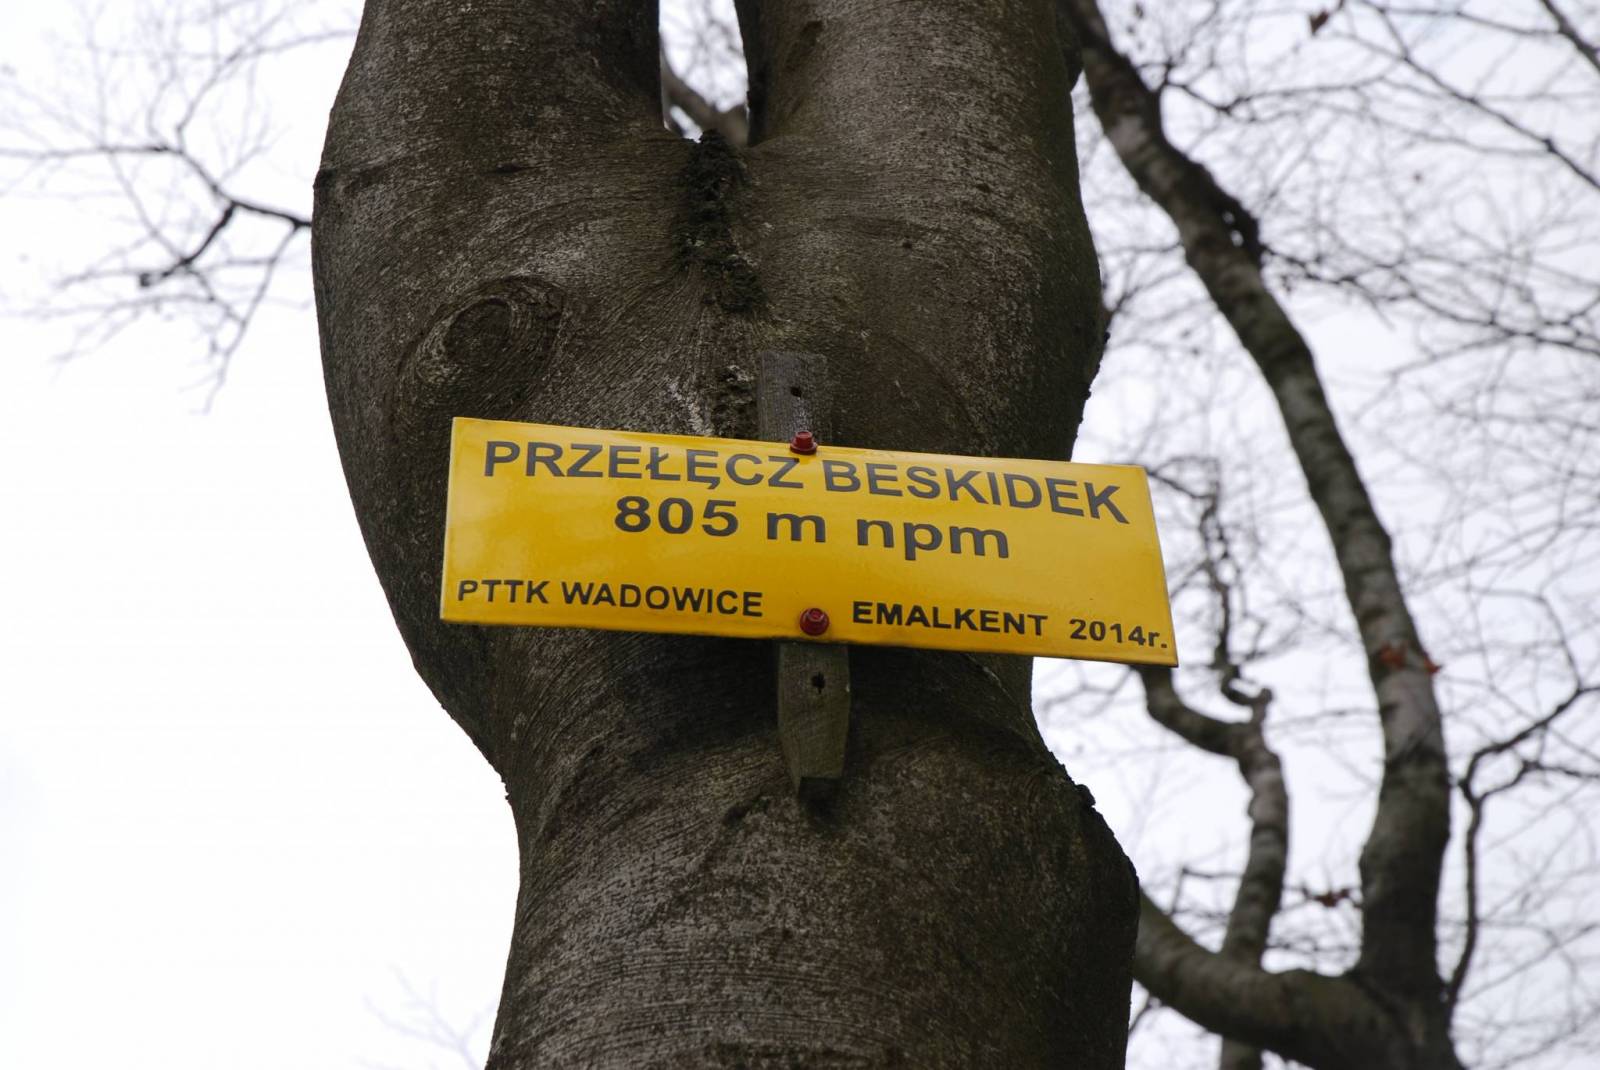 PRZEŁĘCZ BESKIDEK
805 m npm
PTTK WADOWICE EMALKENT 2014r.